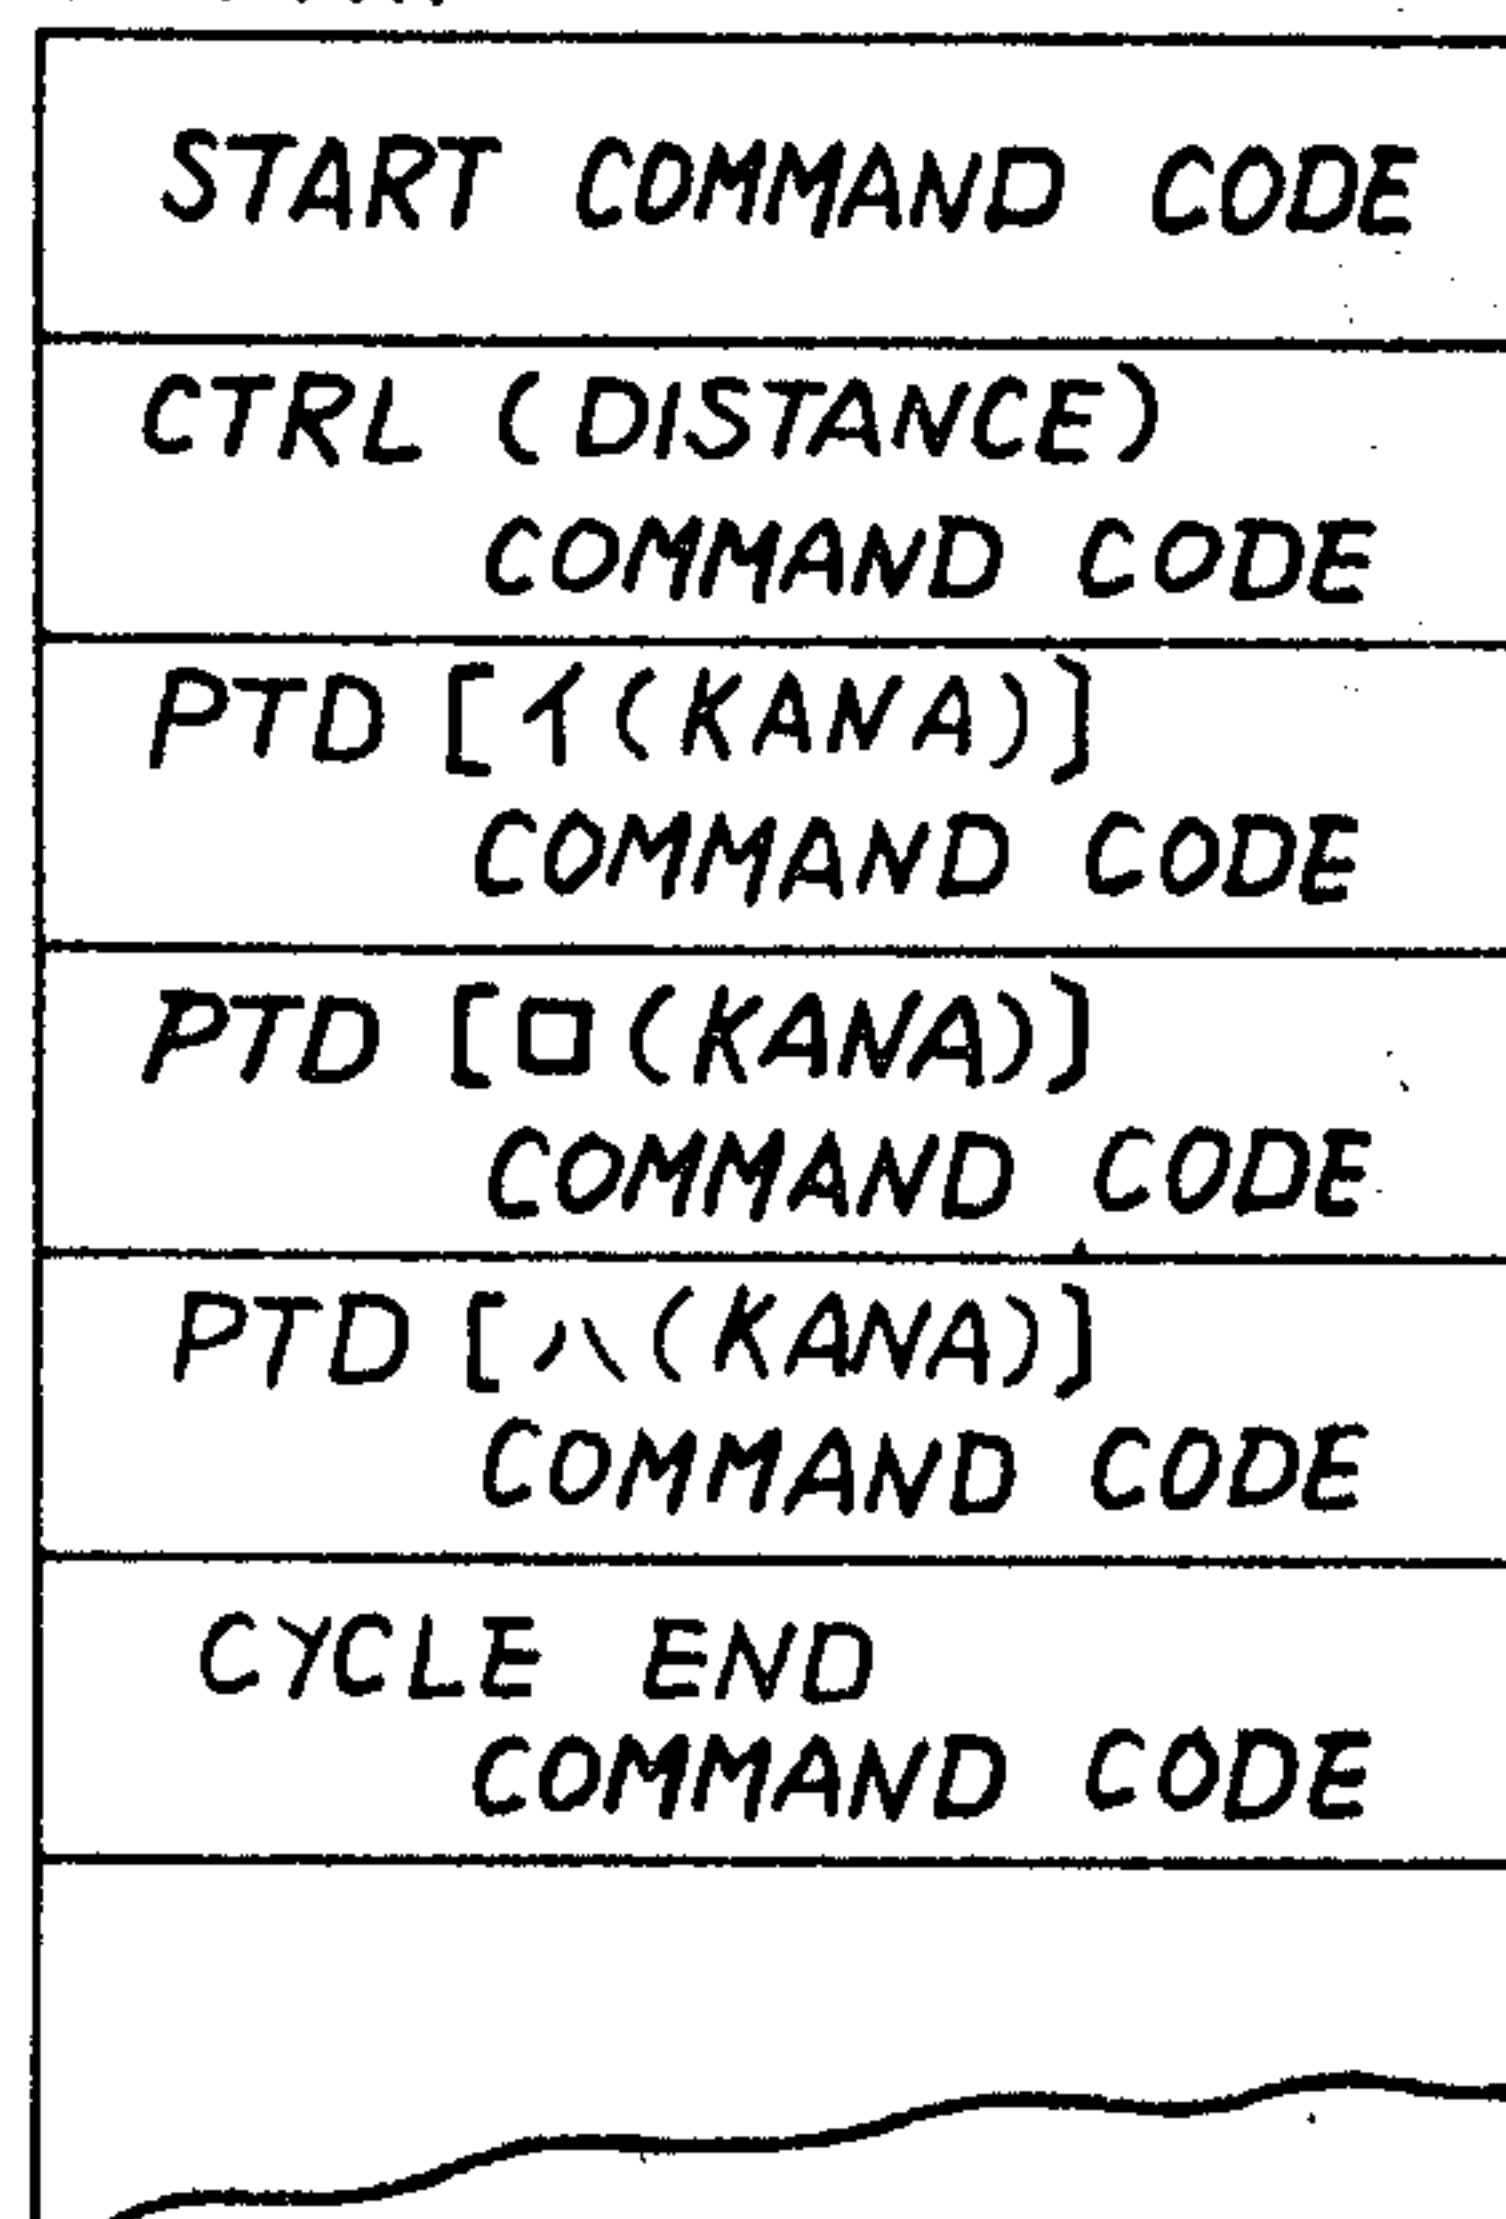 START COMMAND CODE
CTRL (DISTANCE)
COMMAND CODE
PTD [イ(KANA)]
COMMAND CODE
PTD [ロ(KANA)]
COMMAND CODE
PTD [ハ(KANA)]
COMMAND CODE
CYCLE END
COMMAND CODE